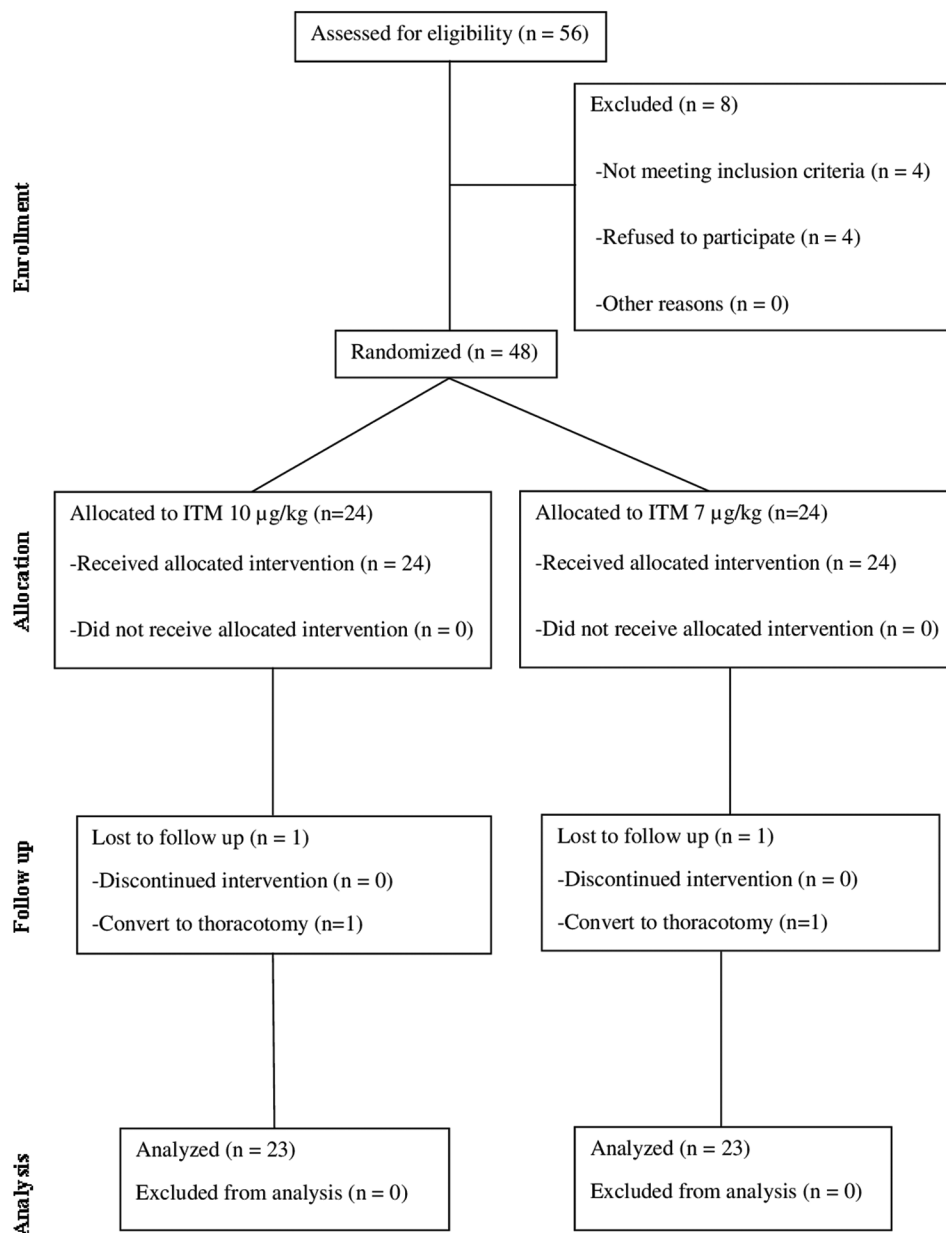 Assessed for eligibility (n = 56)
Enrollment
Excluded (n = 8)
-Not meeting inclusion criteria (n = 4)
-Refused to participate (n = 4)
-Other reasons (n = 0)
Randomized (n = 48)
Allocation
Allocated to ITM 10 µg/kg (n=24)
-Received allocated intervention (n = 24)
-Did not receive allocated intervention (n = 0)
Allocated to ITM 7 µg/kg (n=24)
-Received allocated intervention (n = 24)
-Did not receive allocated intervention (n = 0)
Follow up
Lost to follow up (n = 1)
-Discontinued intervention (n = 0)
-Convert to thoracotomy (n=1)
Lost to follow up (n = 1)
-Discontinued intervention (n = 0)
-Convert to thoracotomy (n=1)
Analysis
Analyzed (n = 23)
Excluded from analysis (n = 0)
Analyzed (n = 23)
Excluded from analysis (n = 0)